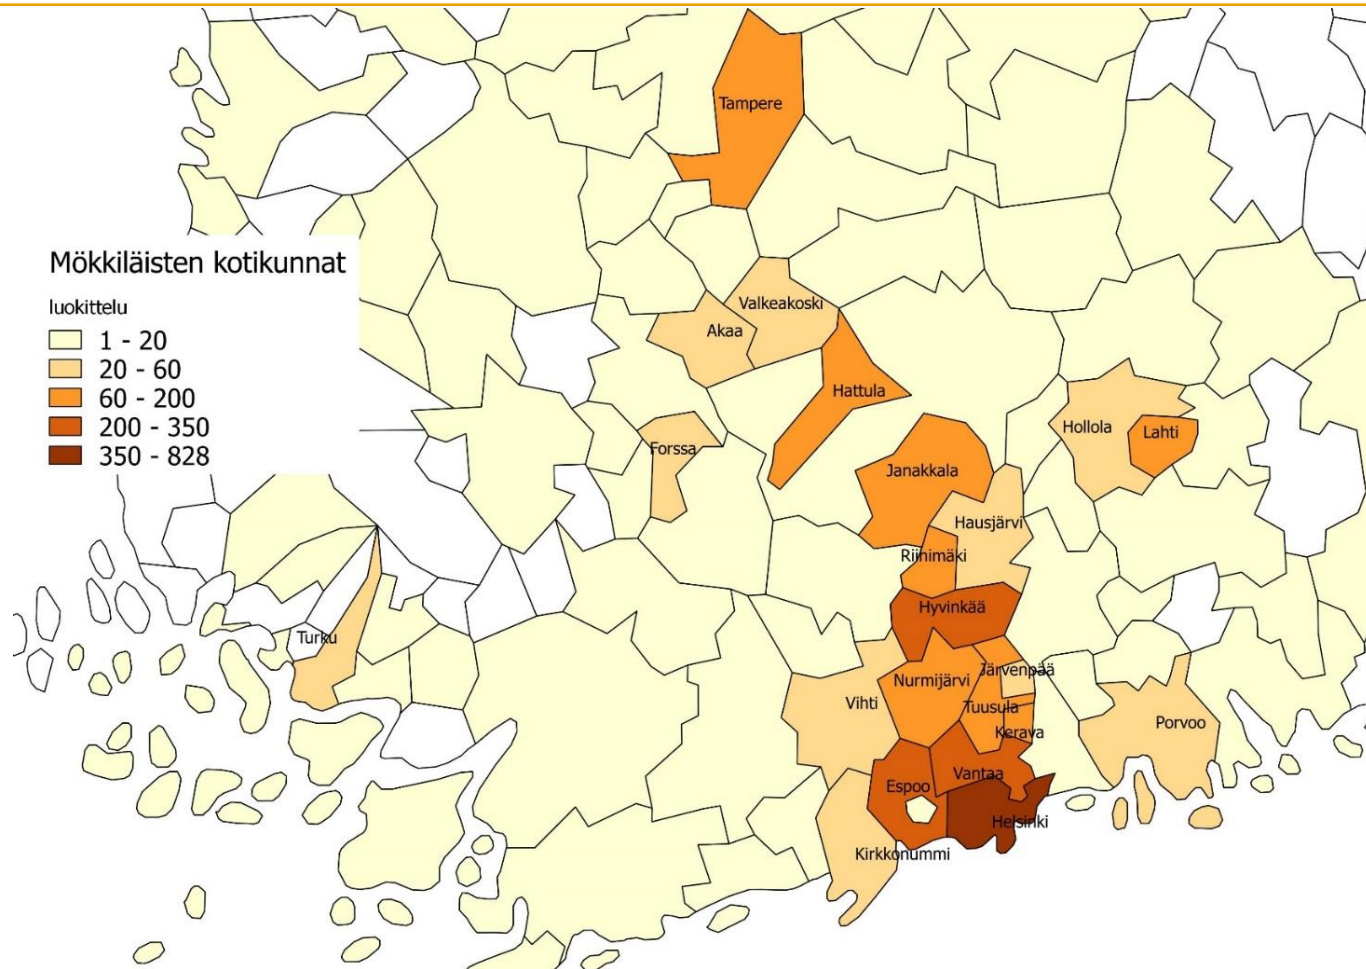 Tampere
Mökkiläisten kotikunnat
luokittelu
1 - 20
20 - 60
60 - 200
200 - 350
350 - 828
Valkeakoski
Akaa
Hattula
Hollola
Lahti
Forssa
Janakkala
Hausjärvi
Riihimäki
Hyvinkää
Turku
Järvenpää
Nurmijärvi
Vihti
Tuusula
Porvoo
Kerava
Vantaa
Espoo
Helsinki
Kirkkonummi